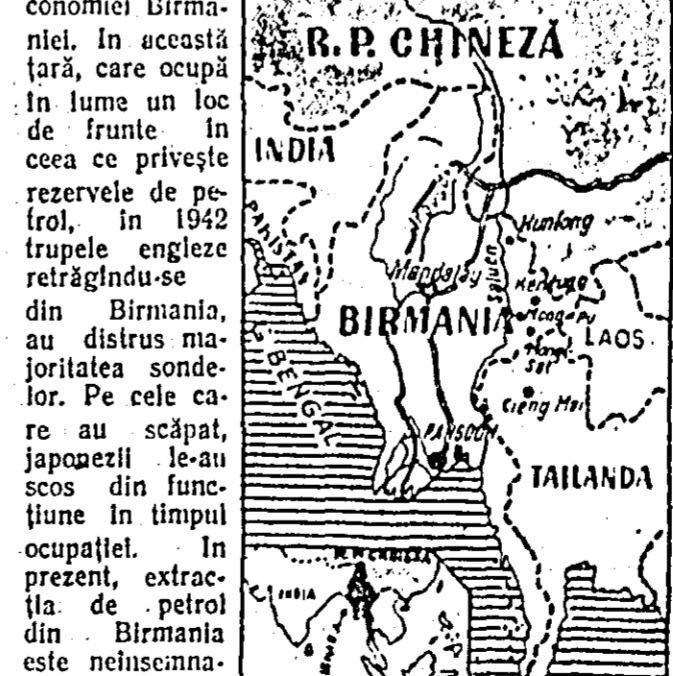 conomiei Birma-
niei. In această
țară, care ocupă
în lume un loc
de frunte în
ceea ce privește
rezervele de pe-
trol, în 1942
trupele engleze
retrăgîndu-se
din Birmania,
au distrus ma-
joritatea sonde-
lor. Pe cele ca-
re au scăpat,
japonezii le-au
scos din func-
țiune în timpul
ocupației. In
prezent, extrac-
ția de petrol
din Birmania
este neînsemna-
R.P. CHINEZĂ
INDIA
PAKISTAN
Kunlong
Mandalay
Saluen
BIRMANIA
LAOS
G. BENGAL
Cieng Mai
TAILANDA
INDIA